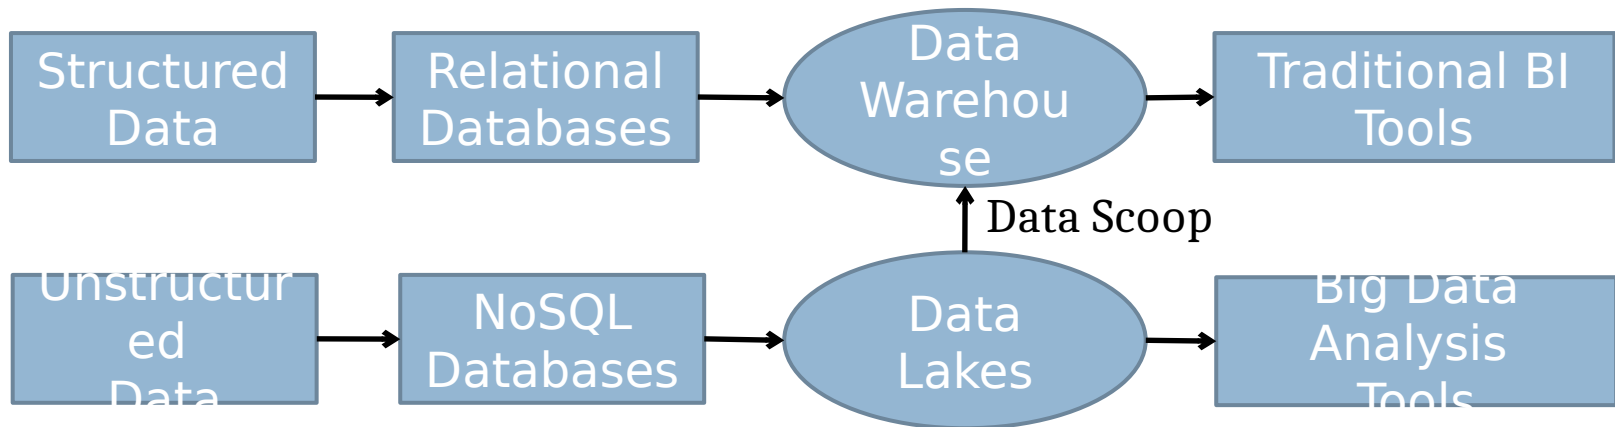 Structured
Data
Relational
Databases
Data
Warehou
se
Traditional BI
Tools
Data Scoop
Unstructur
ed
Data
NoSQL
Databases
Data
Lakes
Big Data
Analysis
Tools